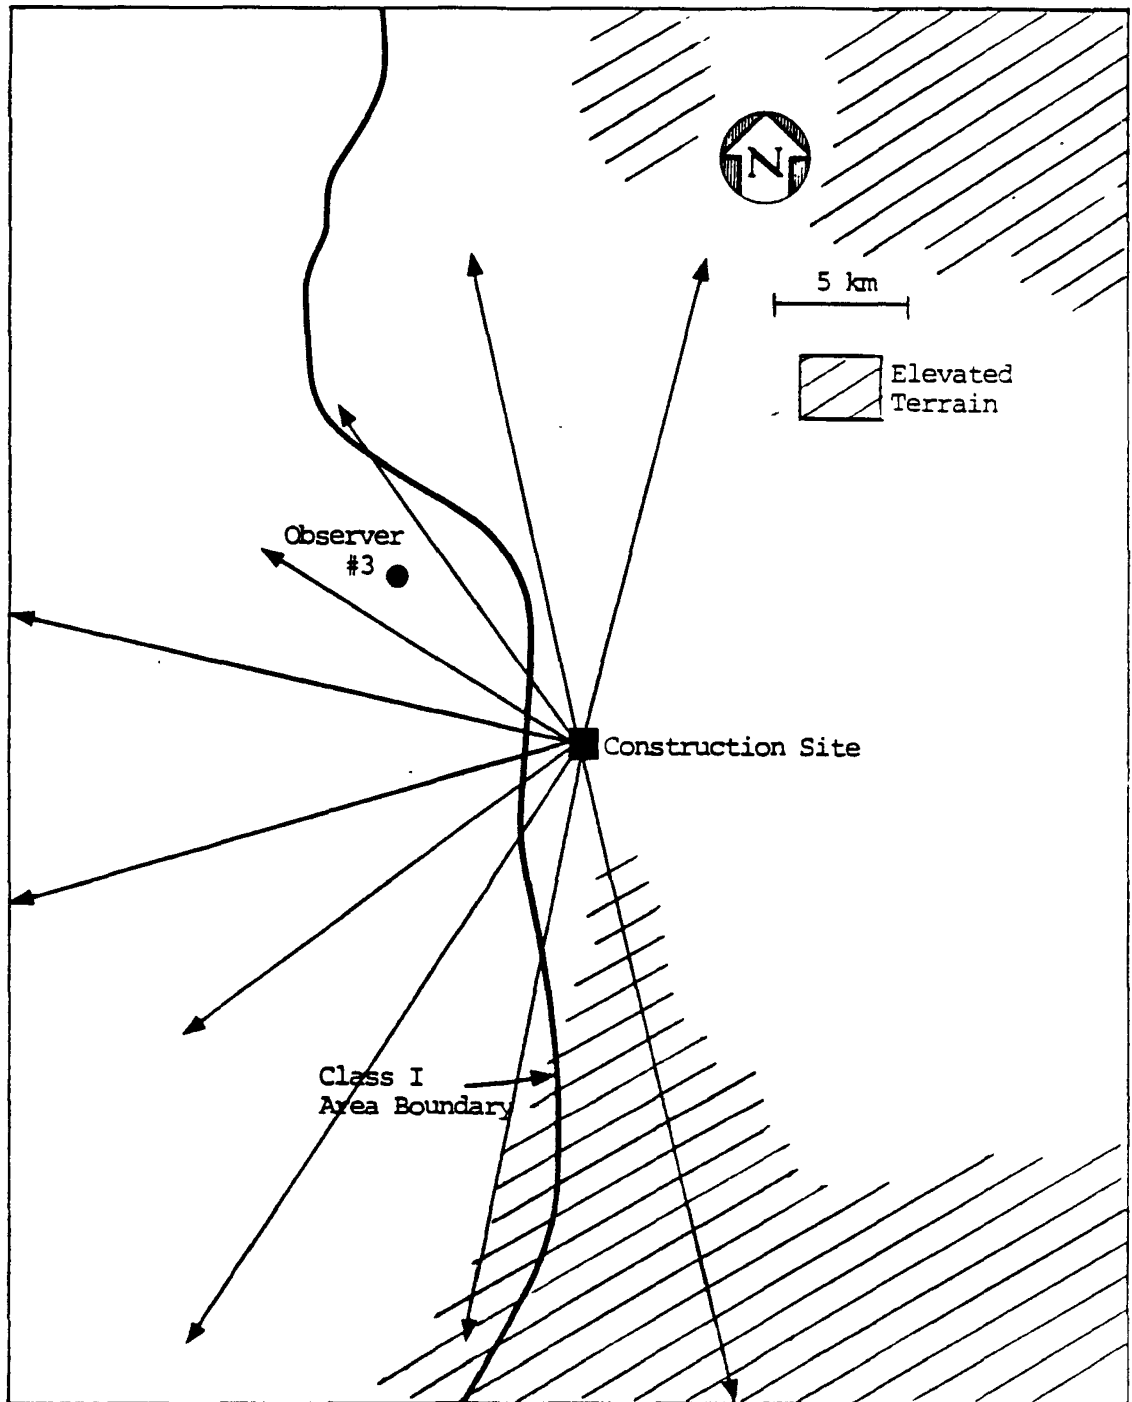 N
5 km
Elevated
Terrain
Observer
#3
Construction Site
Class I
Area Boundary